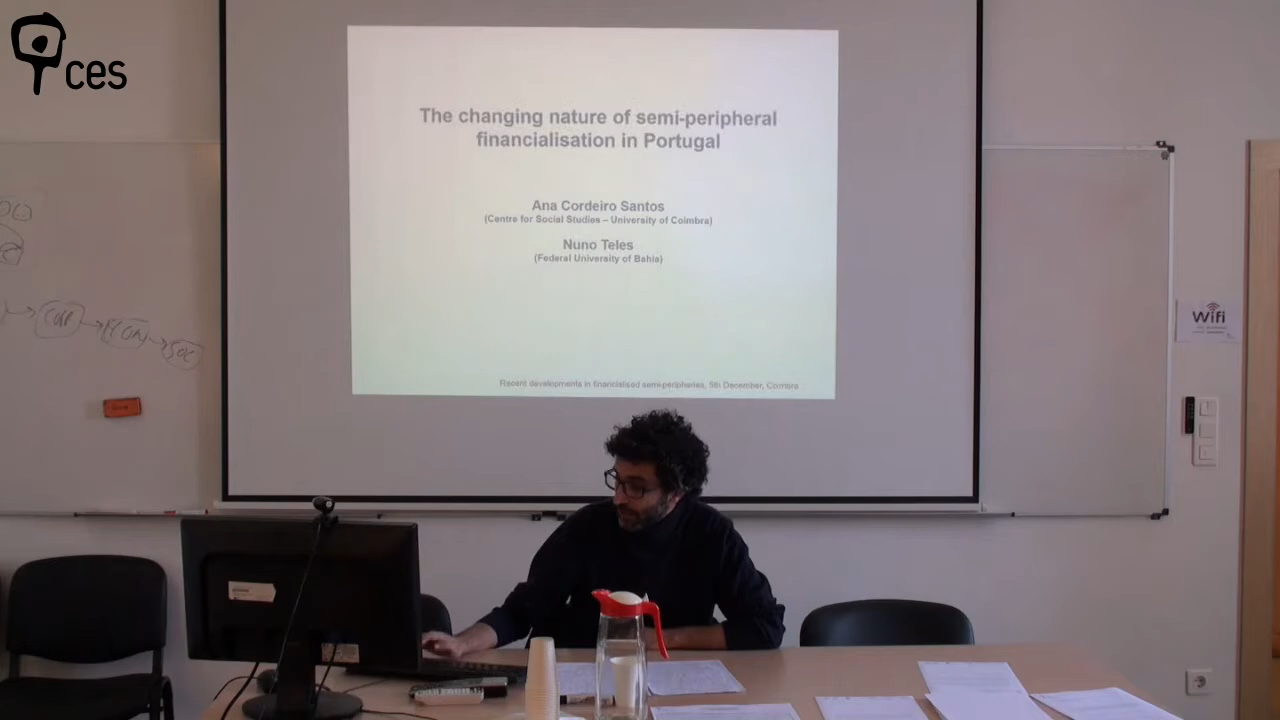 ces
The changing nature of semi-peripheral
financialisation in Portugal
Ana Cordeiro Santos
(Centre for Social Studies – University of Coimbra)
Nuno Teles
(Federal University of Bahia)
Recent developments in financialised semi-peripheries, 5th December, Coimbra
Wifi